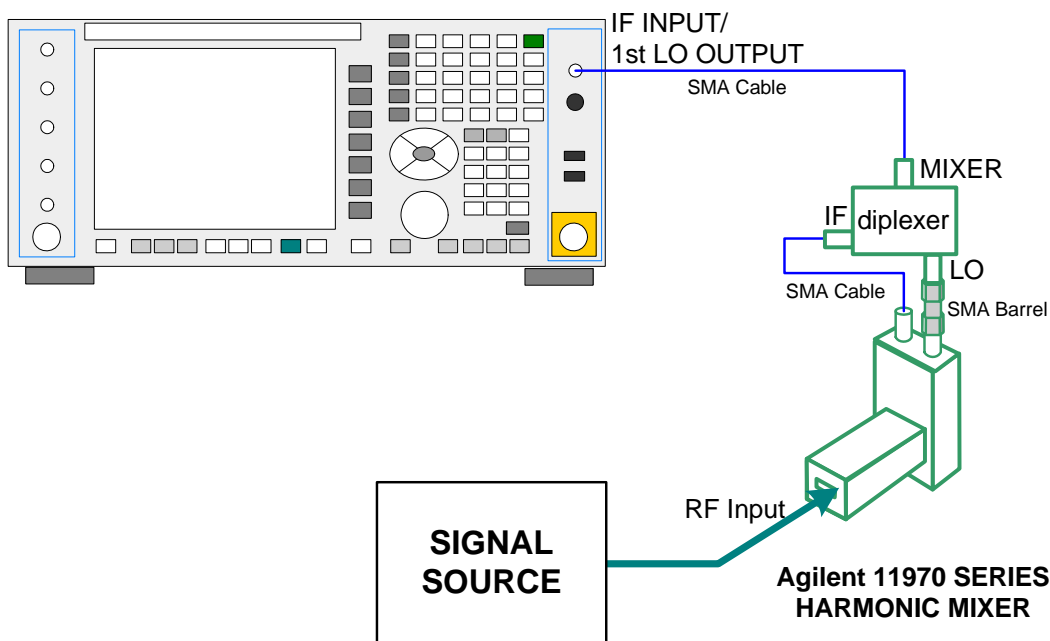 IF INPUT/
1st LO OUTPUT
SMA Cable
MIXER
IF
diplexer
LO
SMA Cable
SMA Barrel
RF Input
SIGNAL
SOURCE
Agilent 11970 SERIES
HARMONIC MIXER